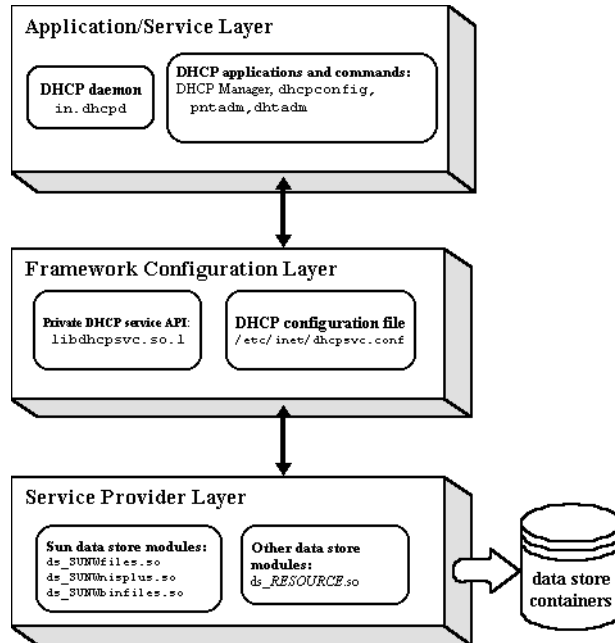 Application/Service Layer
DHCP daemon
in.dhcpd
DHCP applications and commands:
DHCP Manager, dhcpconfig,
pntadm, dhtadm
Framework Configuration Layer
Private DHCP service API:
libdhcpsvc.so.1
DHCP configuration file
/etc/inet/dhcpsvc.conf
Service Provider Layer
Sun data store modules:
ds_SUNWfiles.so
ds_SUNWnisplus.so
ds_SUNWbinfiles.so
Other data store
modules:
ds_RESOURCE.so
data store
containers